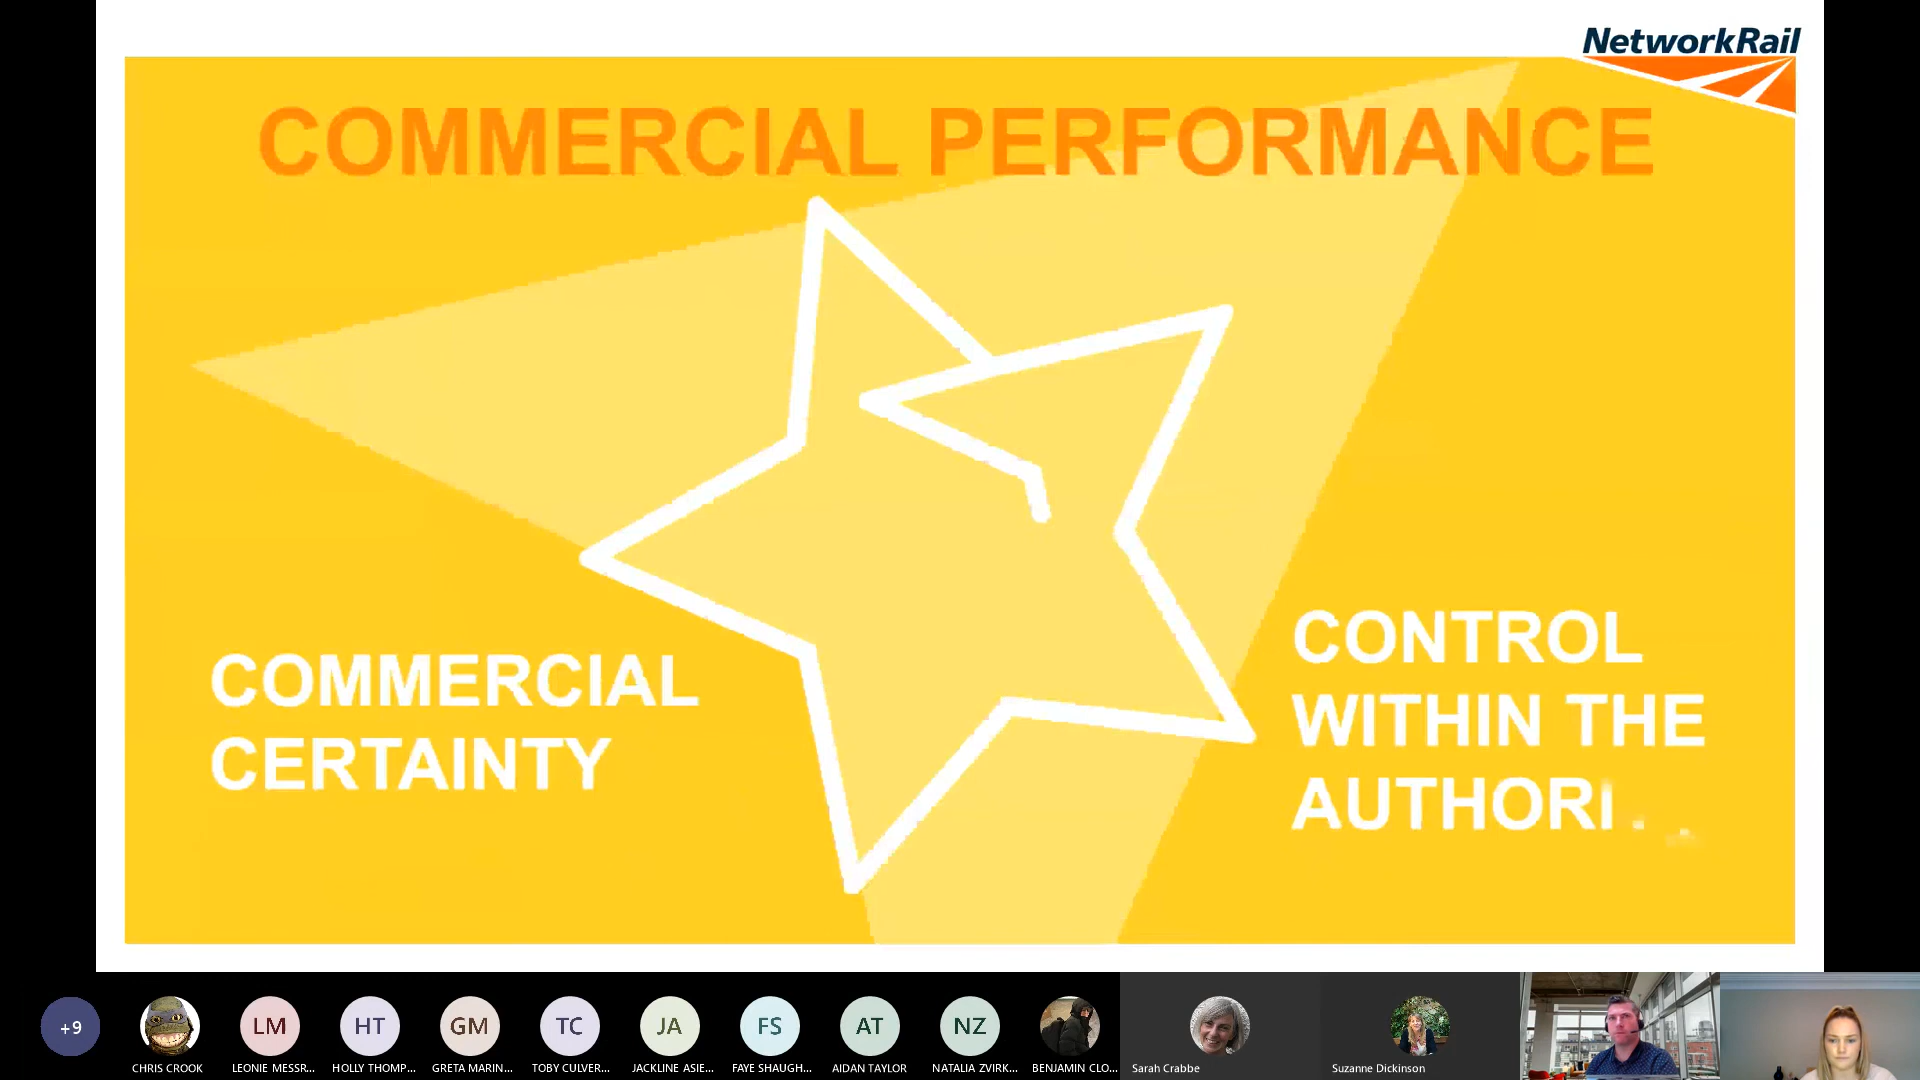 NetworkRail
COMMERCIAL PERFORMANCE
COMMERCIAL
CERTAINTY
CONTROL
WITHIN THE
AUTHORI
+9
LM
HT
GM
TC
JA
FS
AT
NZ
CHRIS CROOK
LEONIE MESSR...
HOLLY THOMP...
GRETA MARIN...
TOBY CULVER...
JACKLINE ASIE...
FAYE SHAUGH...
AIDAN TAYLOR
NATALIA ZVIRK...
BENJAMIN CLO...
Sarah Crabbe
Suzanne Dickinson